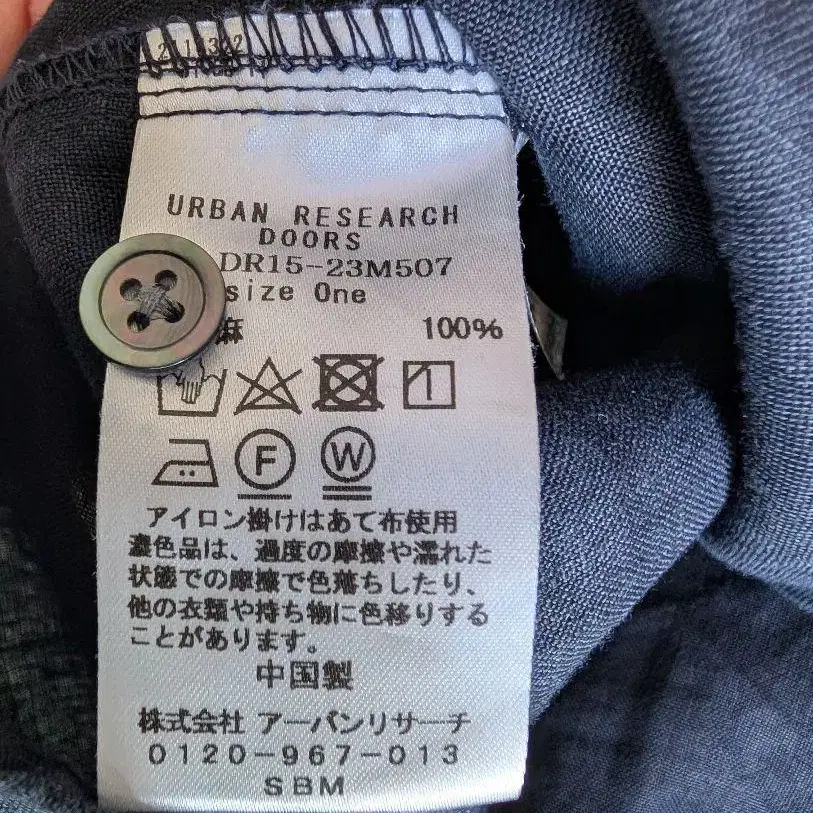 URBAN RESEARCH
DOORS
DR15-23M507
size One
麻 100%
F W
アイロン掛けはあて布使用
濃色品は、過度の摩擦や濡れた
状態での摩擦で色落ちしたり、
他の衣類や持ち物に色移りする
ことがあります。
中国製
株式会社 アーバンリサーチ
0120-967-013
SBM